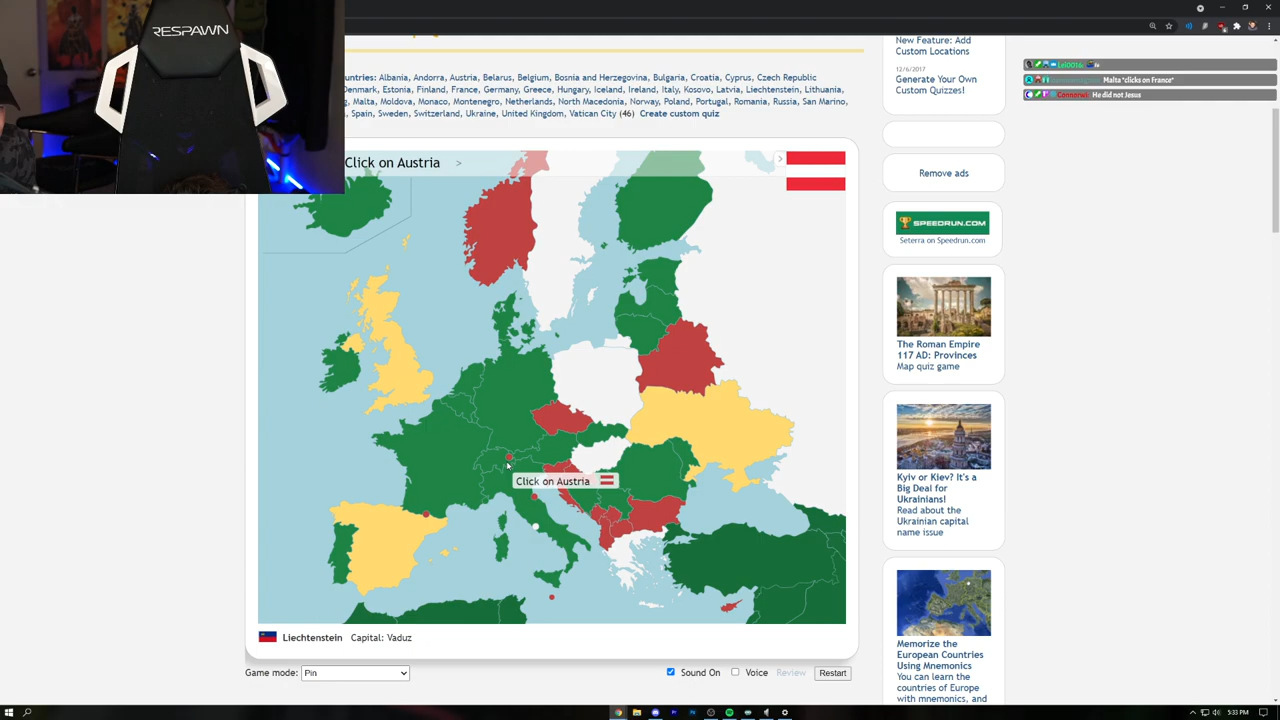 RESPAWN
New Feature: Add
Custom Locations
12/6/2017
Generate Your Own
Custom Quizzes!
Remove ads
SPEEDRUN.COM
Seterra on Speedrun.com
The Roman Empire
117 AD: Provinces
Map quiz game
Kyiv or Kiev? It's a
Big Deal for
Ukrainians!
Read about the
Ukrainian capital
name issue
Memorize the
European Countries
Using Mnemonics
You can learn the
countries of Europe
with mnemonics, and
Malta *clicks on France*
Connorwi: He did not Jesus
ountries: Albania, Andorra, Austria, Belarus, Belgium, Bosnia and Herzegovina, Bulgaria, Croatia, Cyprus, Czech Republic
Denmark, Estonia, Finland, France, Germany, Greece, Hungary, Iceland, Ireland, Italy, Kosovo, Latvia, Liechtenstein, Lithuania,
g, Malta, Moldova, Monaco, Montenegro, Netherlands, North Macedonia, Norway, Poland, Portugal, Romania, Russia, San Marino,
, Spain, Sweden, Switzerland, Ukraine, United Kingdom, Vatican City (46) Create custom quiz
Click on Austria >
>
Click on Austria
Liechtenstein Capital: Vaduz
Game mode: Pin
Sound On Voice Review Restart
5:33 PM